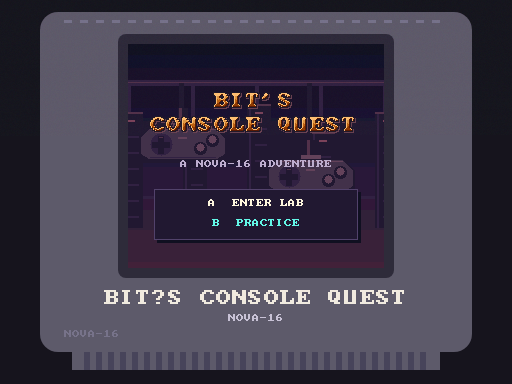 BIT'S
CONSOLE QUEST
A NOVA-16 ADVENTURE
A ENTER LAB
B PRACTICE
BIT?S CONSOLE QUEST
NOVA-16
NOVA-16